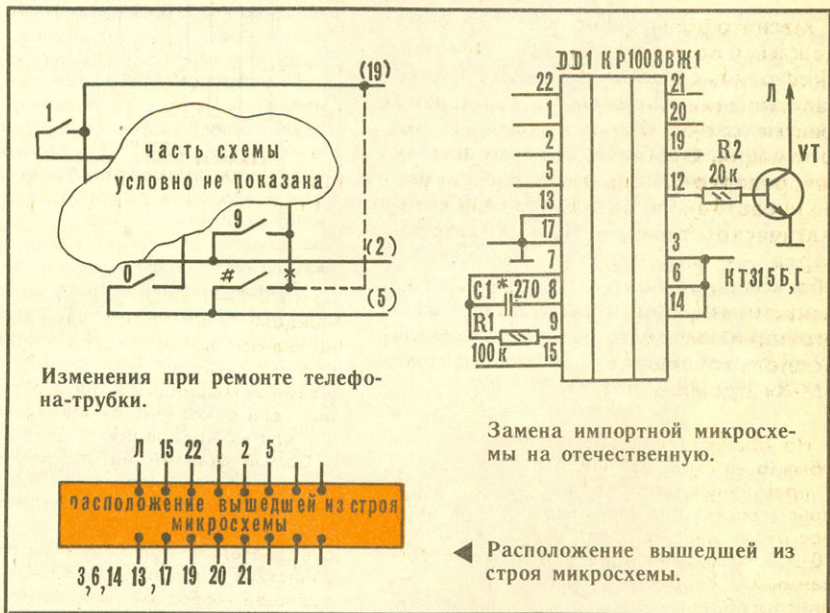 (19)
1
часть схемы
условно не показана
9
(2)
0
#
*
(5)
Изменения при ремонте телефо-
на-трубки.
DD1 КР1008ВЖ1
22
1
2
5
13
17
7
8
9
15
21
20
19
12
3
6
14
Л
R2
20к
VT
КТ315Б,Г
C1* 270
R1
100к
Замена импортной микросхе-
мы на отечественную.
Л 15 22 1 2 5
расположение вышедшей из строя
микросхемы
3,6,14 13,17 19 20 21
Расположение вышедшей из
строя микросхемы.